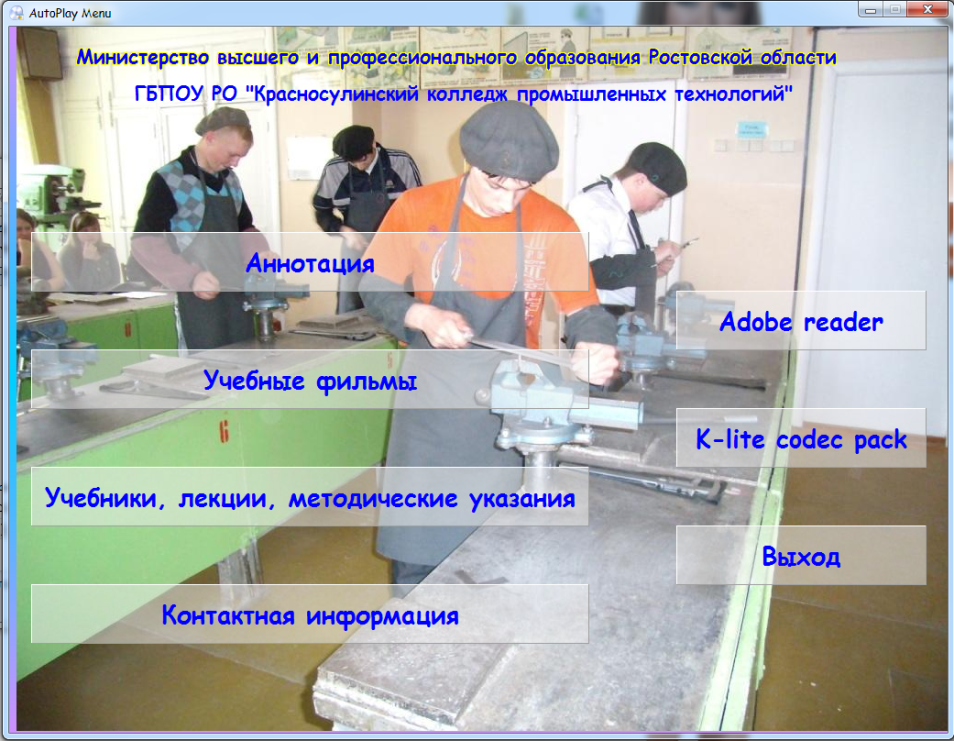 AutoPlay Menu
Министерство высшего и профессионального образования Ростовской области
ГБПОУ РО "Красносулинский колледж промышленных технологий"
Аннотация
Adobe reader
Учебные фильмы
K-lite codec pack
Учебники, лекции, методические указания
Выход
Контактная информация
6